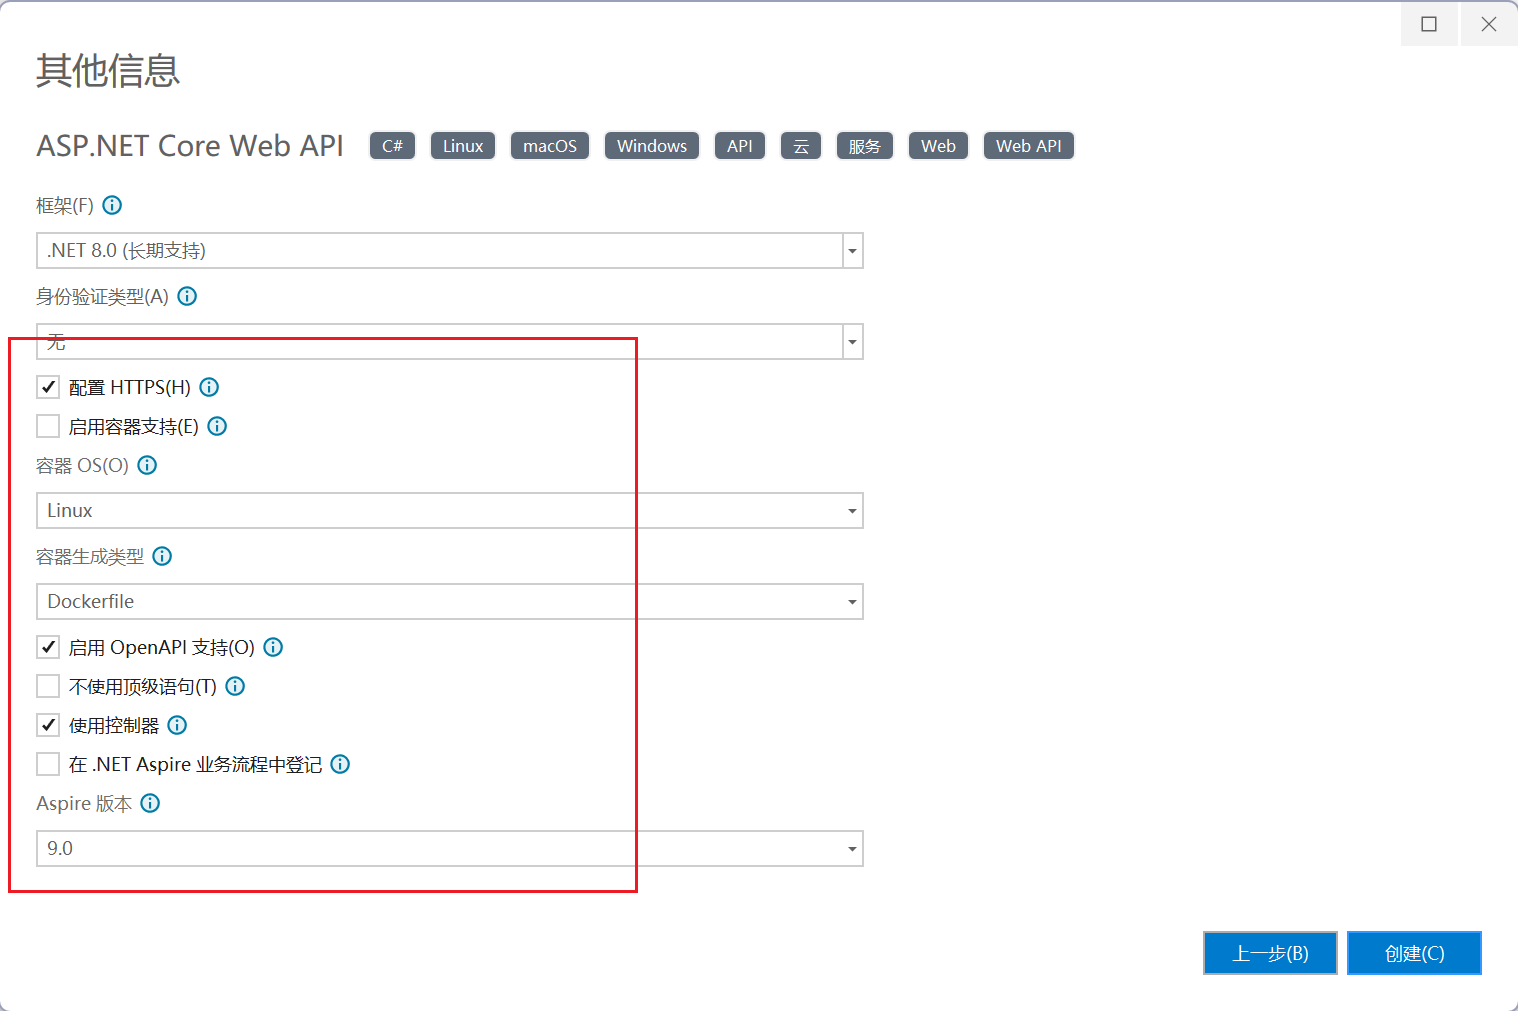 其他信息
ASP.NET Core Web API C# Linux macOS Windows API 云 服务 Web Web API
框架(F)
.NET 8.0 (长期支持)
身份验证类型(A)
无
配置 HTTPS(H)
启用容器支持(E)
容器 OS(O)
Linux
容器生成类型
Dockerfile
启用 OpenAPI 支持(O)
不使用顶级语句(T)
使用控制器
在 .NET Aspire 业务流程中登记
Aspire 版本
9.0
上一步(B) 创建(C)